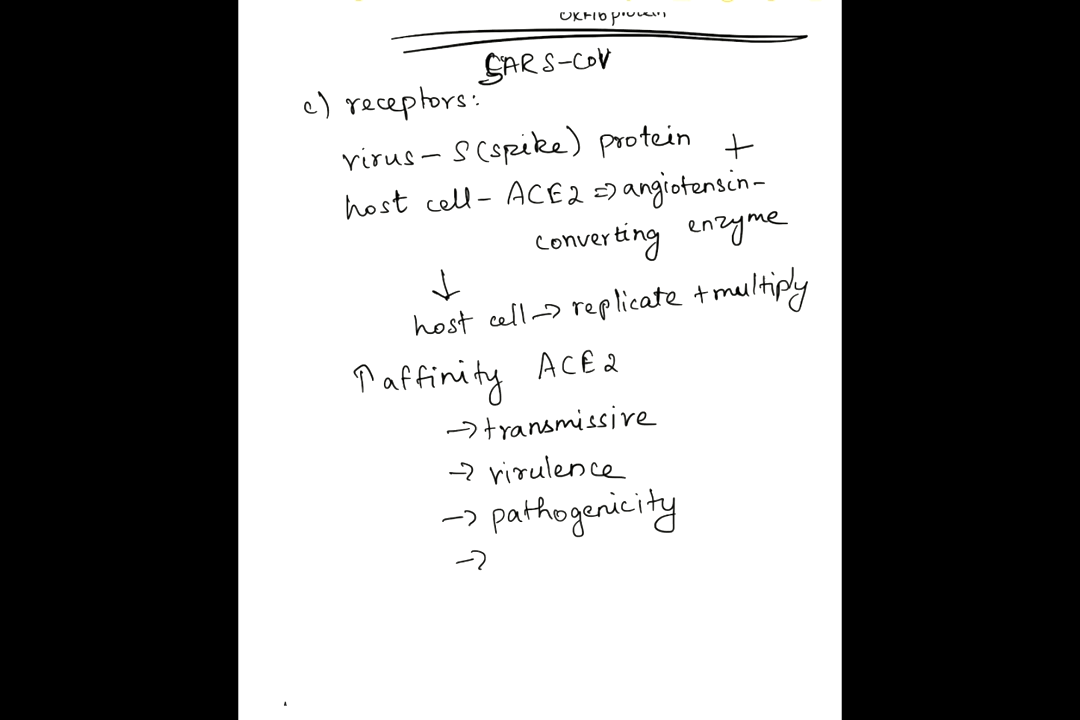 protein
SARS-CoV
c) receptors:
virus - S(spike) protein +
host cell - ACE2 => angiotensin-
converting enzyme
↓
host cell -> replicate + multiply
↑ affinity ACE2
-> transmissive
-> virulence
-> pathogenicity
->